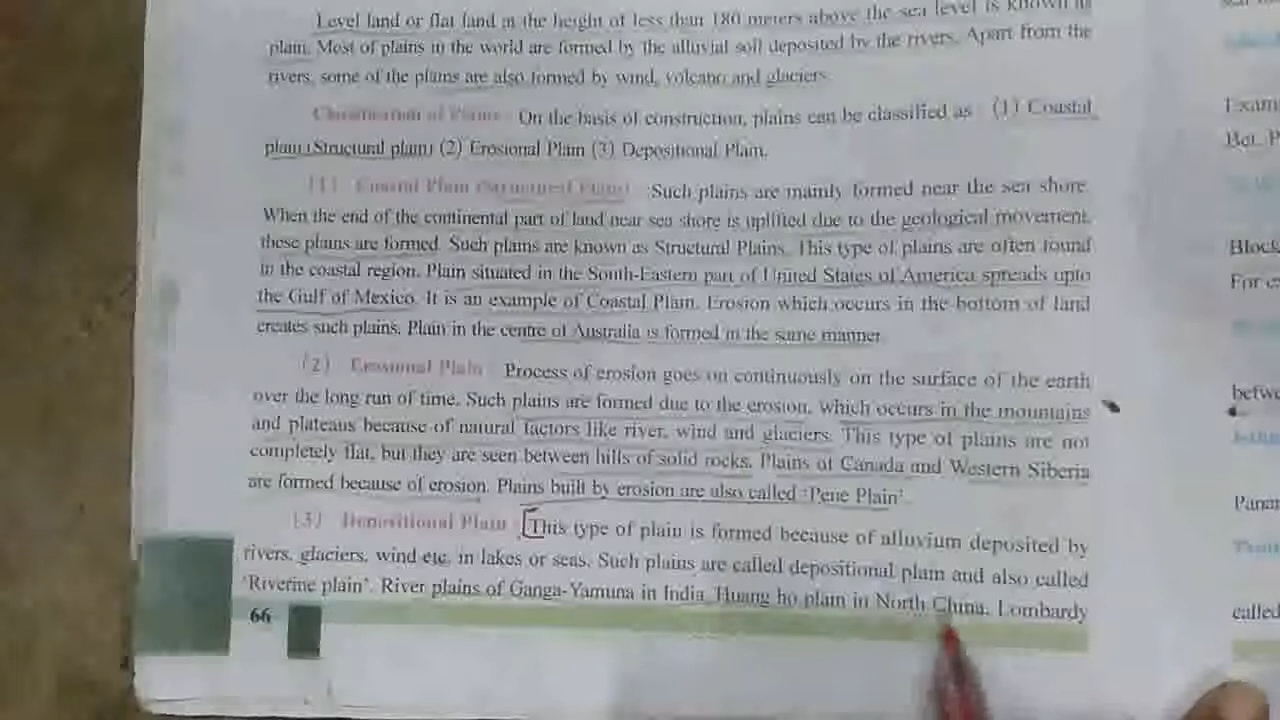 Level land or flat land at the height of less than 180 meters above the sea level is known as
plain. Most of plains in the world are formed by the alluvial soil deposited by the rivers. Apart from the
rivers, some of the plains are also formed by wind, volcano and glaciers.
Classification of Plains : On the basis of construction, plains can be classified as : (1) Coastal
plain (Structural plain) (2) Erosional Plain (3) Depositional Plain.
(1) Coastal Plain (Structural Plain) : Such plains are mainly formed near the sea shore.
When the end of the continental part of land near sea shore is uplifted due to the geological movement,
these plains are formed. Such plains are known as Structural Plains. This type of plains are often found
in the coastal region. Plain situated in the South-Eastern part of United States of America spreads upto
the Gulf of Mexico. It is an example of Coastal Plain. Erosion which occurs in the bottom of land
creates such plains. Plain in the centre of Australia is formed in the same manner.
(2) Erosional Plain : Process of erosion goes on continuously on the surface of the earth
over the long run of time. Such plains are formed due to the erosion, which occurs in the mountains
and plateaus because of natural factors like river, wind and glaciers. This type of plains are not
completely flat, but they are seen between hills of solid rocks. Plains of Canada and Western Siberia
are formed because of erosion. Plains built by erosion are also called 'Pene Plain'.
(3) Depositional Plain : This type of plain is formed because of alluvium deposited by
rivers, glaciers, wind etc. in lakes or seas. Such plains are called depositional plain and also called
'Riverine plain'. River plains of Ganga-Yamuna in India, Huang ho plain in North China, Lombardy
66
Block
For
called